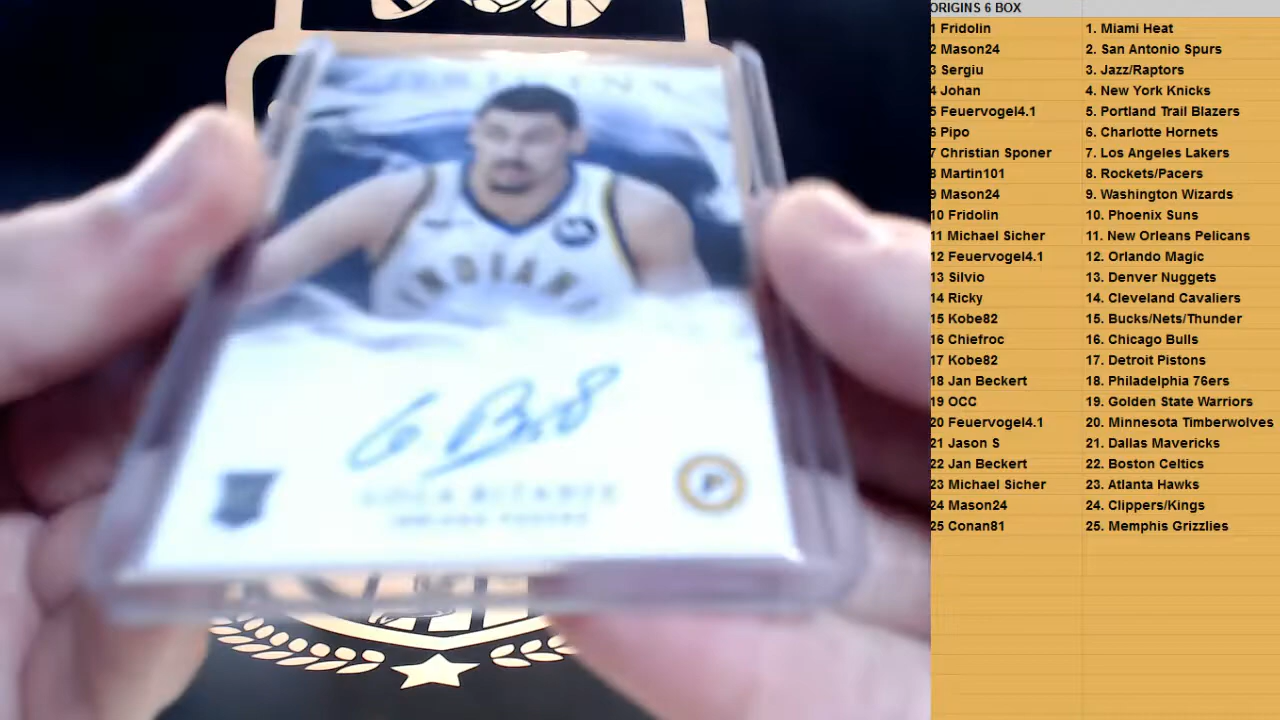 ORIGINS 6 BOX
1 Fridolin 1. Miami Heat
2 Mason24 2. San Antonio Spurs
3 Sergiu 3. Jazz/Raptors
4 Johan 4. New York Knicks
5 Feuervogel4.1 5. Portland Trail Blazers
6 Pipo 6. Charlotte Hornets
7 Christian Sponer 7. Los Angeles Lakers
8 Martin101 8. Rockets/Pacers
9 Mason24 9. Washington Wizards
10 Fridolin 10. Phoenix Suns
11 Michael Sicher 11. New Orleans Pelicans
12 Feuervogel4.1 12. Orlando Magic
13 Silvio 13. Denver Nuggets
14 Ricky 14. Cleveland Cavaliers
15 Kobe82 15. Bucks/Nets/Thunder
16 Chiefroc 16. Chicago Bulls
17 Kobe82 17. Detroit Pistons
18 Jan Beckert 18. Philadelphia 76ers
19 OCC 19. Golden State Warriors
20 Feuervogel4.1 20. Minnesota Timberwolves
21 Jason S 21. Dallas Mavericks
22 Jan Beckert 22. Boston Celtics
23 Michael Sicher 23. Atlanta Hawks
24 Mason24 24. Clippers/Kings
25 Conan81 25. Memphis Grizzlies
ORIGINS
INDIANA
GOGA BITADZE
INDIANA PACERS
P